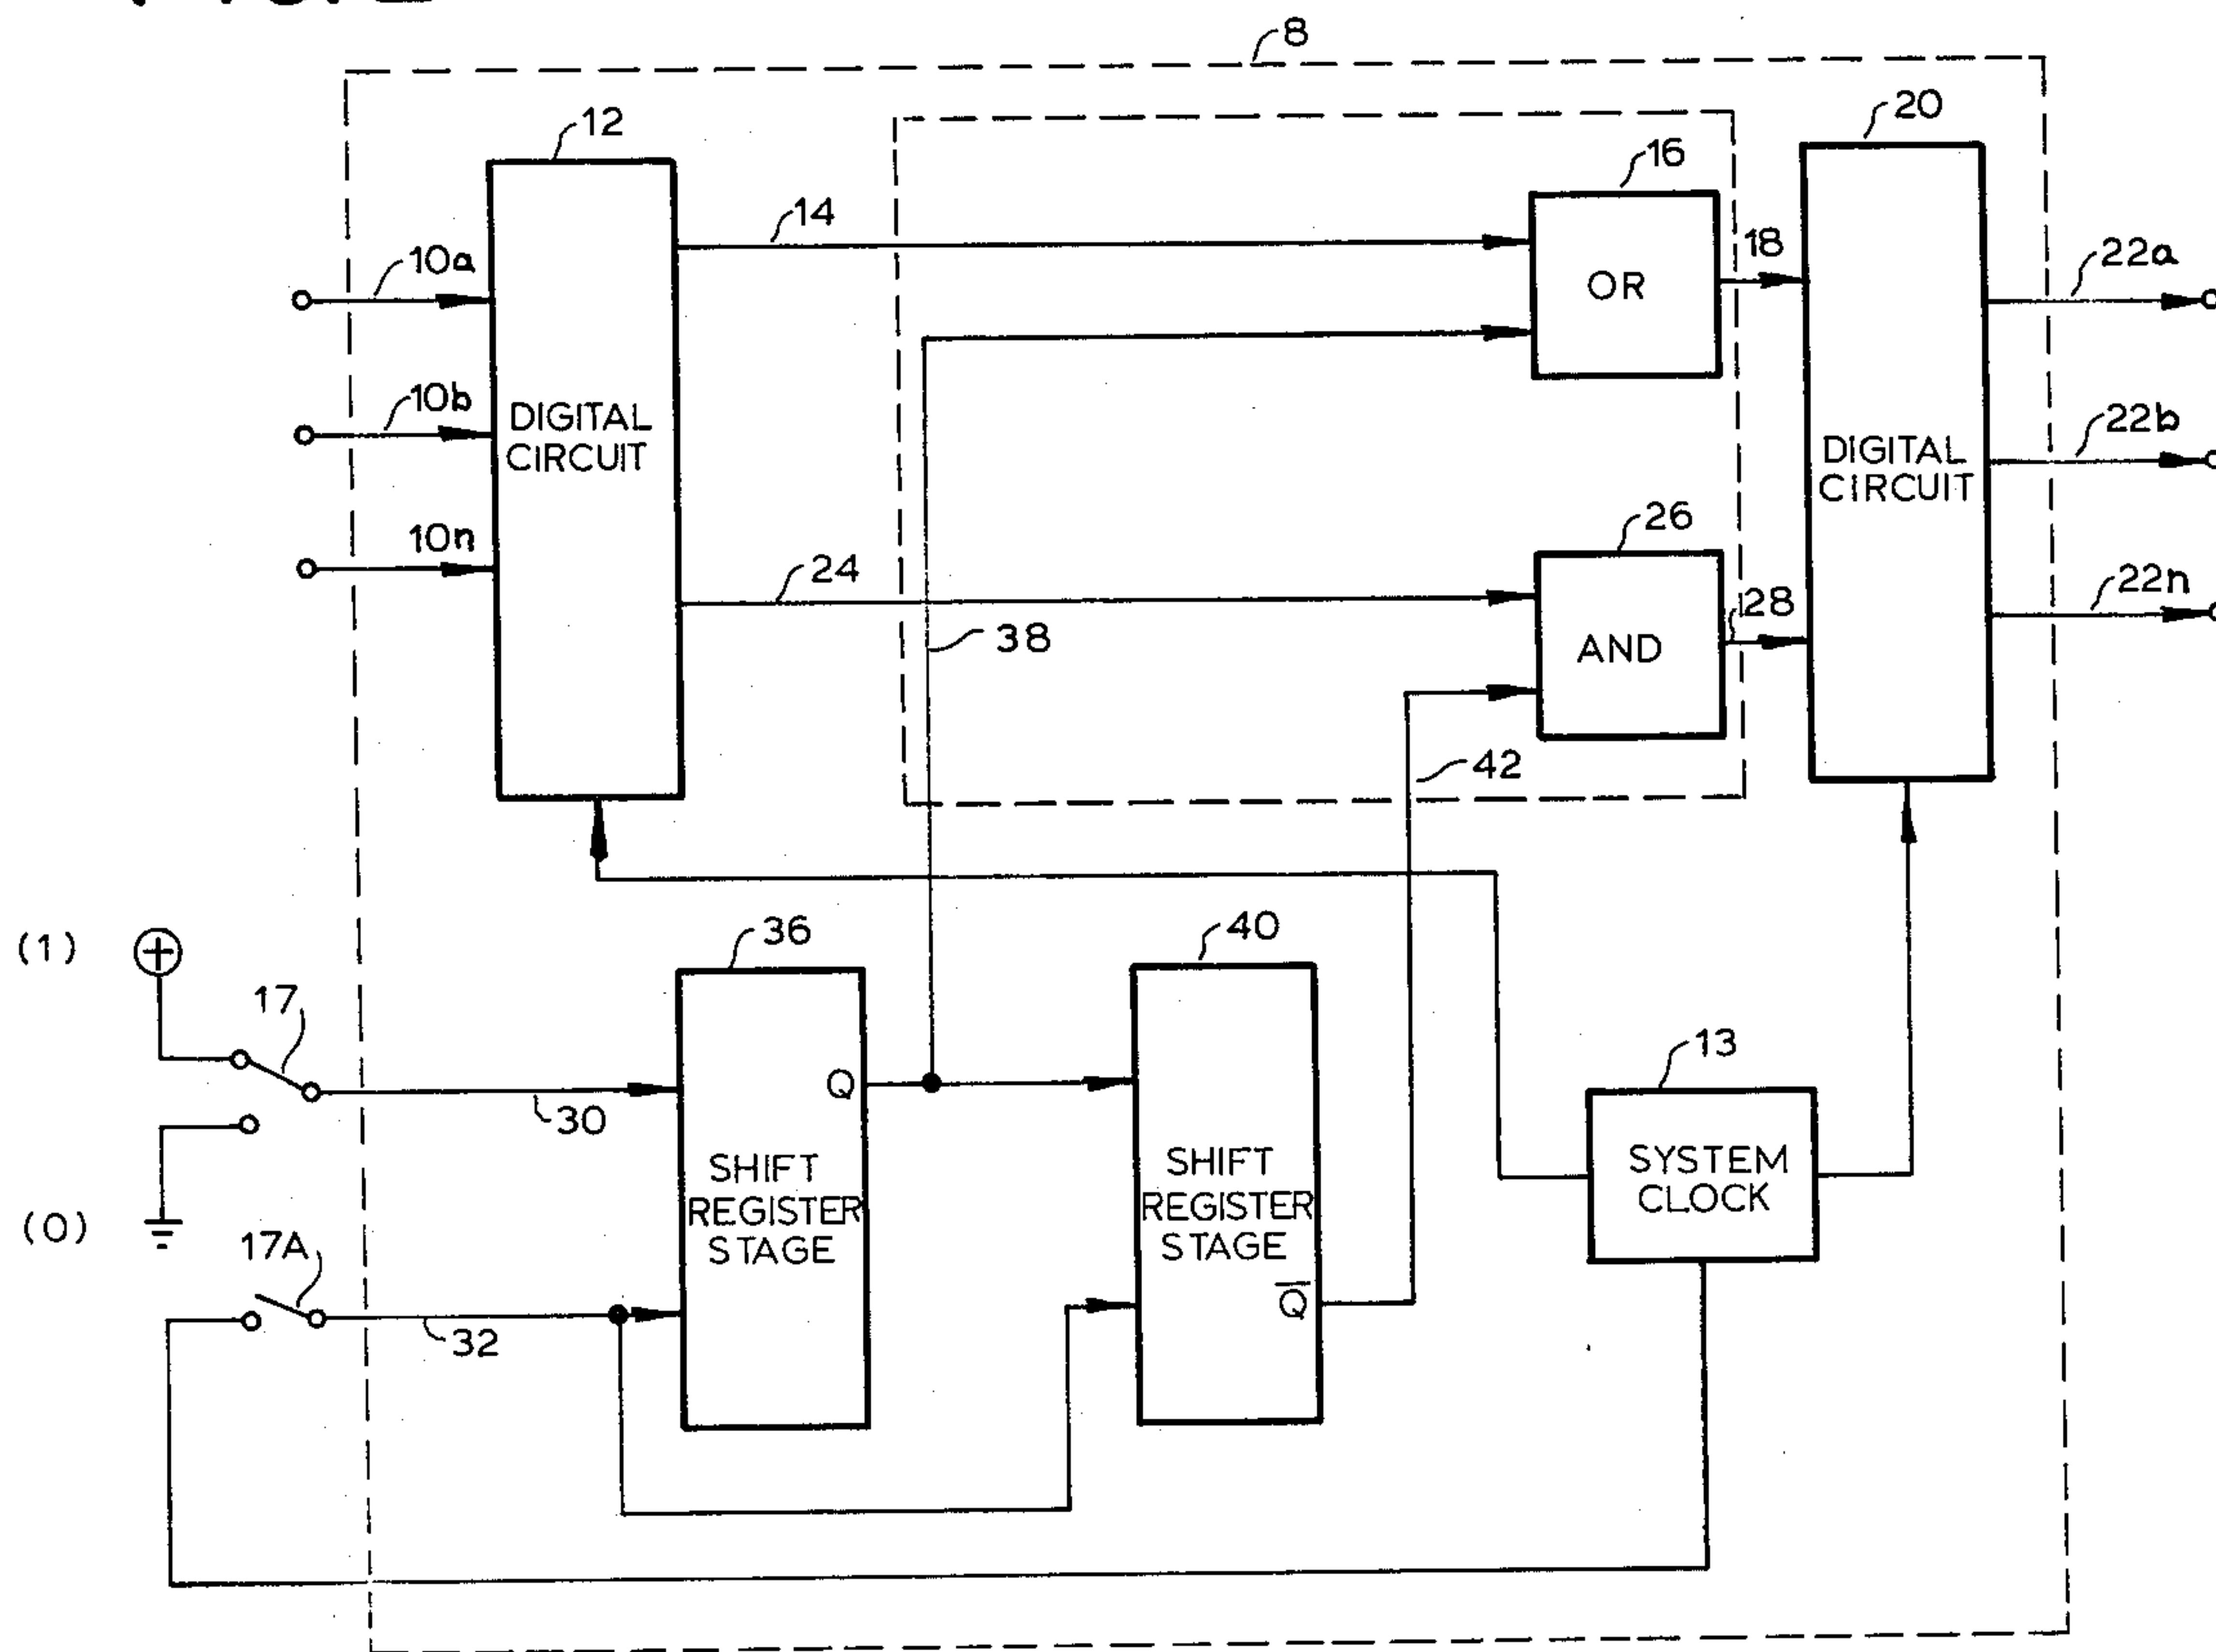 8
12
20
16
14
18
10a
22a
OR
10b
22b
DIGITAL
CIRCUIT
DIGITAL
CIRCUIT
26
10n
24
22n
28
38
AND
42
36
40
(1)
+
17
13
Q
30
SHIFT
REGISTER
STAGE
SHIFT
REGISTER
STAGE
SYSTEM
CLOCK
(0)
17A
Q̅
32